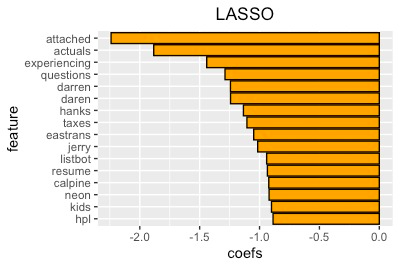 LASSO
feature
attached
actuals
experiencing
questions
darren
daren
hanks
taxes
eastrans
jerry
listbot
resume
calpine
neon
kids
hpl
-2.0 -1.5 -1.0 -0.5 0.0
coefs